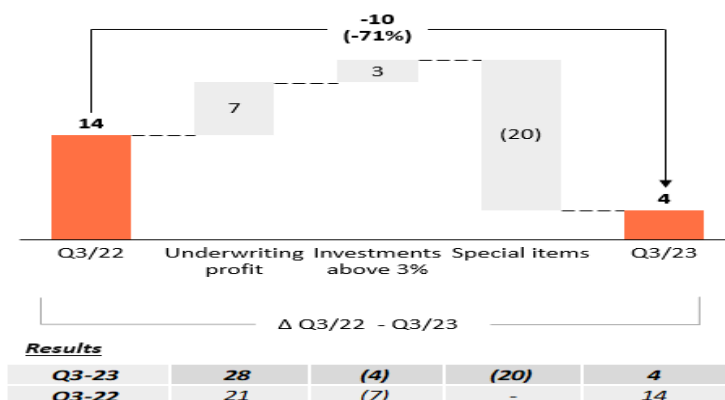 -10
(-71%)
14
7
3
(20)
4
Q3/22 Underwriting profit Investments above 3% Special items Q3/23
Δ Q3/22 - Q3/23
Results
Q3-23 28 (4) (20) 4
Q3-22 21 (7) - 14